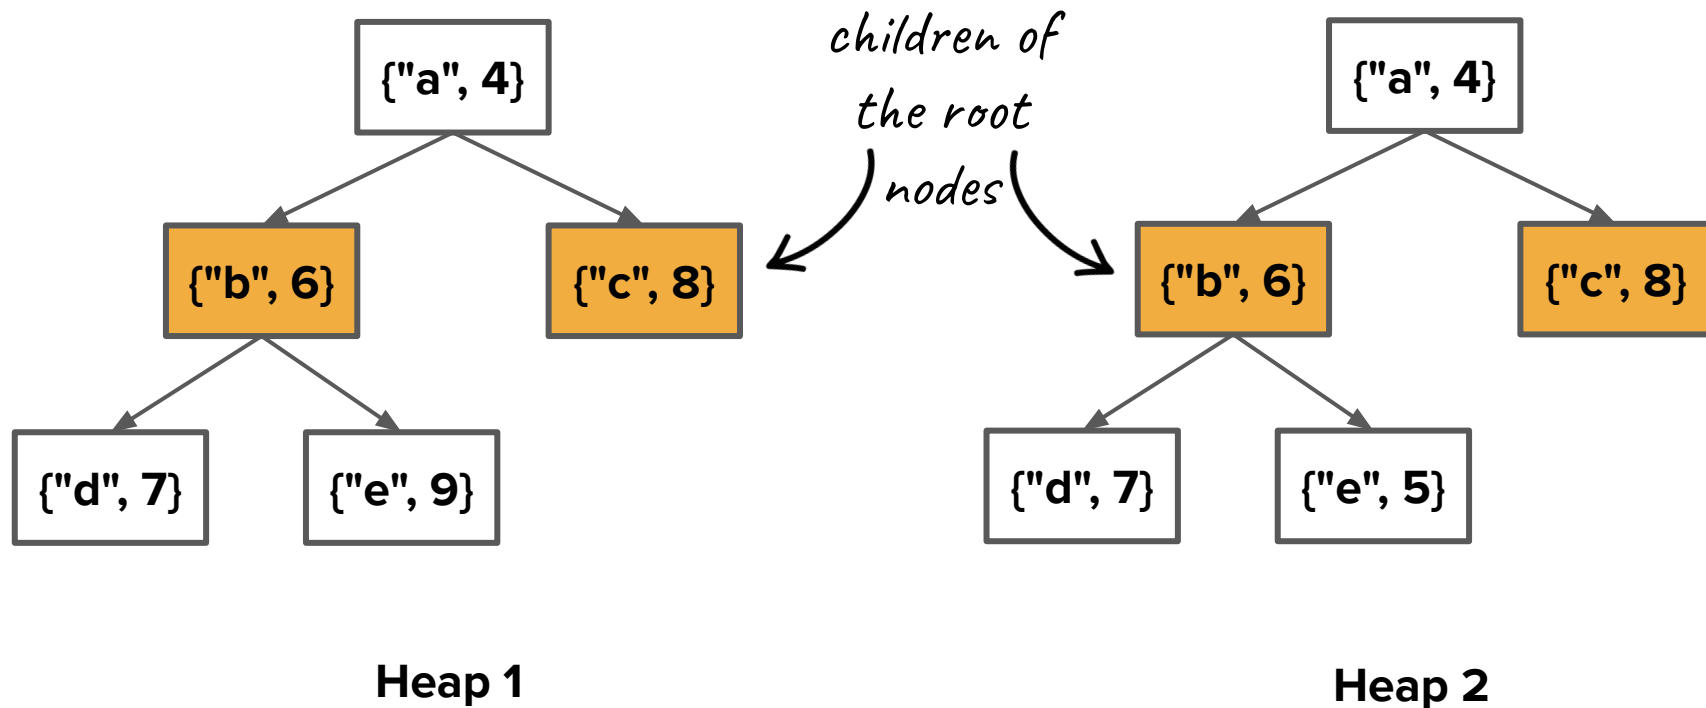 {"a", 4}
{"b", 6}
{"c", 8}
{"d", 7}
{"e", 9}
Heap 1
children of
the root
nodes
{"a", 4}
{"b", 6}
{"c", 8}
{"d", 7}
{"e", 5}
Heap 2